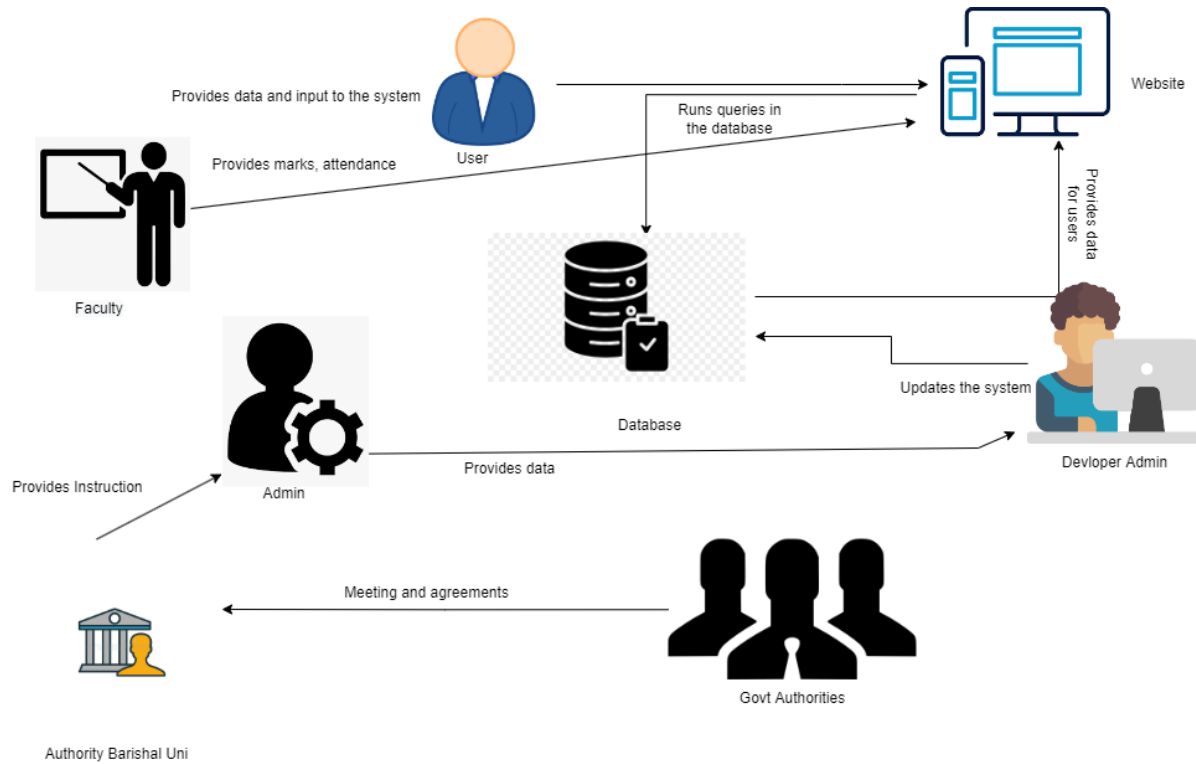 Provides data and input to the system
User
Website
Runs queries in
the database
Provides marks, attendance
Faculty
Provides data
for users
Updates the system
Database
Provides data
Devloper Admin
Admin
Provides Instruction
Meeting and agreements
Govt Authorities
Authority Barishal Uni